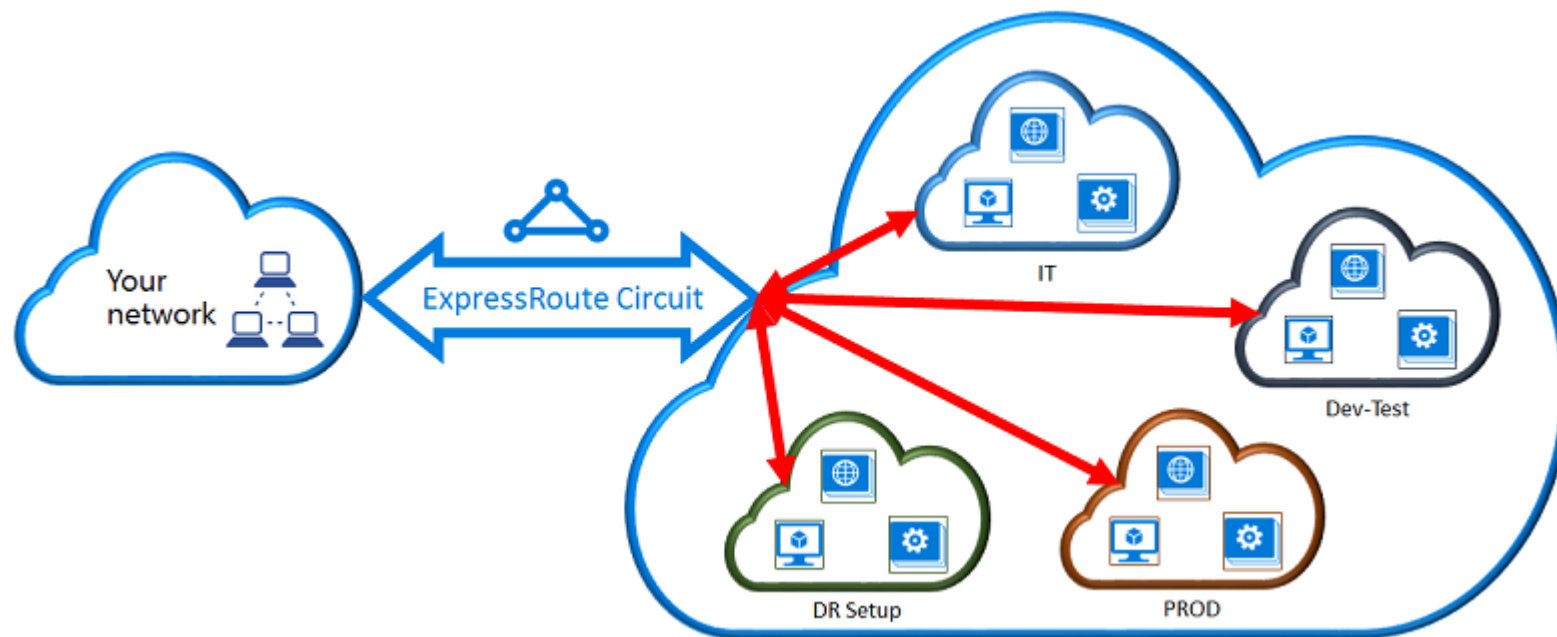 Your
network
ExpressRoute Circuit
IT
Dev-Test
DR Setup
PROD